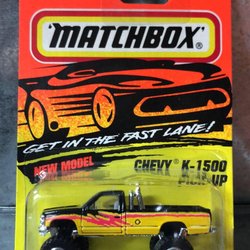 MATCHBOX®
GET IN THE FAST LANE!
NEW MODEL
CHEVY K-1500
PICK-UP